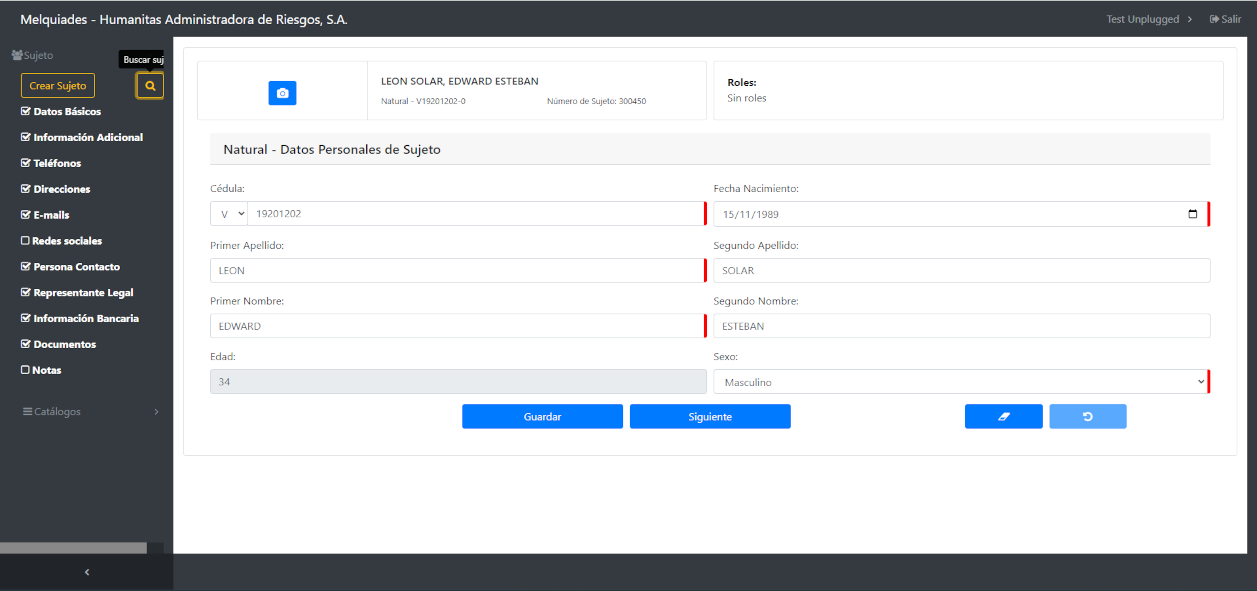 Melquiades - Humanitas Administradora de Riesgos, S.A.
Test Unplugged
Salir
Sujeto
Buscar suj
Crear Sujeto
Datos Básicos
Información Adicional
Teléfonos
Direcciones
E-mails
Redes sociales
Persona Contacto
Representante Legal
Información Bancaria
Documentos
Notas
Catálogos
LEON SOLAR, EDWARD ESTEBAN
Natural - V19201202-0 Número de Sujeto: 300450
Roles:
Sin roles
Natural - Datos Personales de Sujeto
Cédula:
V 19201202
Fecha Nacimiento:
15/11/1989
Primer Apellido:
LEON
Segundo Apellido:
SOLAR
Primer Nombre:
EDWARD
Segundo Nombre:
ESTEBAN
Edad:
34
Sexo:
Masculino
Guardar
Siguiente